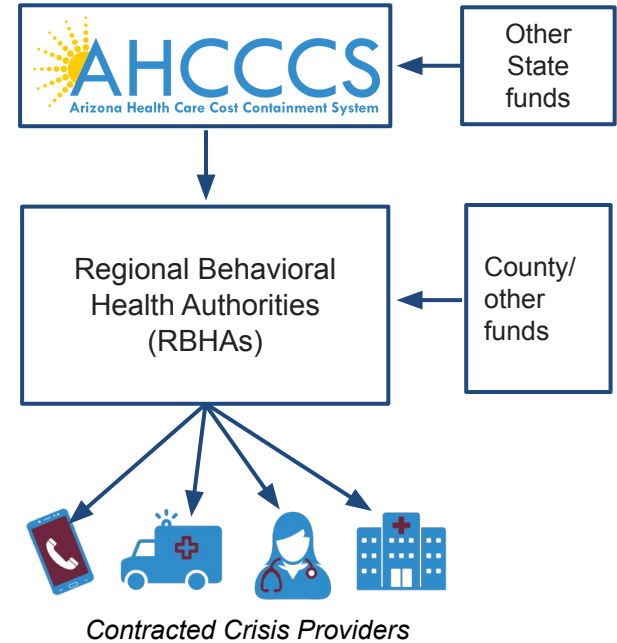 AHCCCS
Arizona Health Care Cost Containment System
Other
State
funds
Regional Behavioral
Health Authorities
(RBHAs)
County/
other
funds
Contracted Crisis Providers